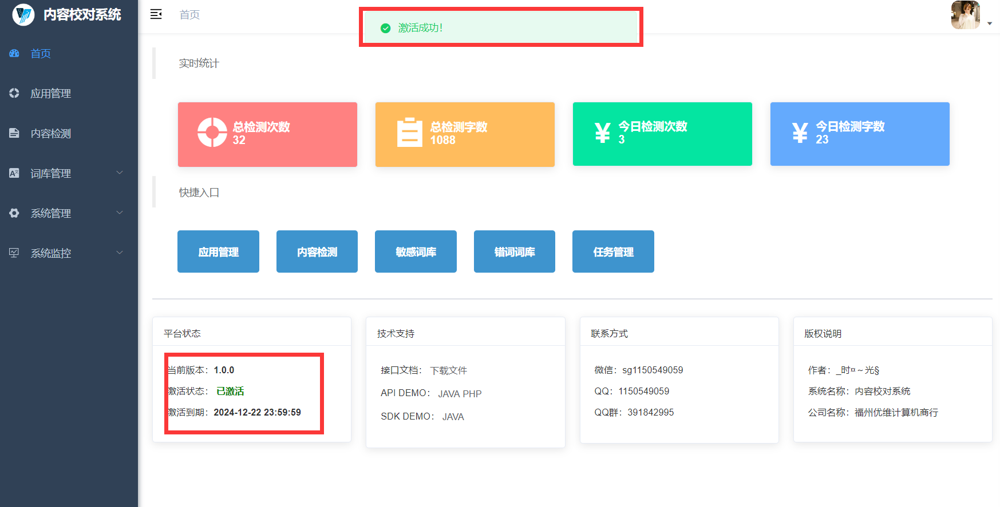 内容校对系统
首页
激活成功!
首页
应用管理
内容检测
词库管理
系统管理
系统监控
实时统计
总检测次数
32
总检测字数
1088
¥ 今日检测次数
3
¥ 今日检测字数
23
快捷入口
应用管理
内容检测
敏感词库
错词词库
任务管理
平台状态
当前版本：1.0.0
激活状态： 已激活
激活到期：2024-12-22 23:59:59
技术支持
接口文档： 下载文件
API DEMO： JAVA PHP
SDK DEMO： JAVA
联系方式
微信：sg1150549059
QQ：1150549059
QQ群：391842995
版权说明
作者：_时¤～光§
系统名称：内容校对系统
公司名称：福州优维计算机商行